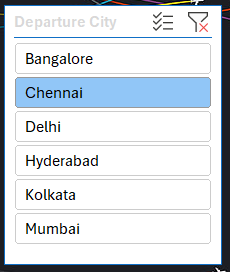 Departure City
Bangalore
Chennai
Delhi
Hyderabad
Kolkata
Mumbai